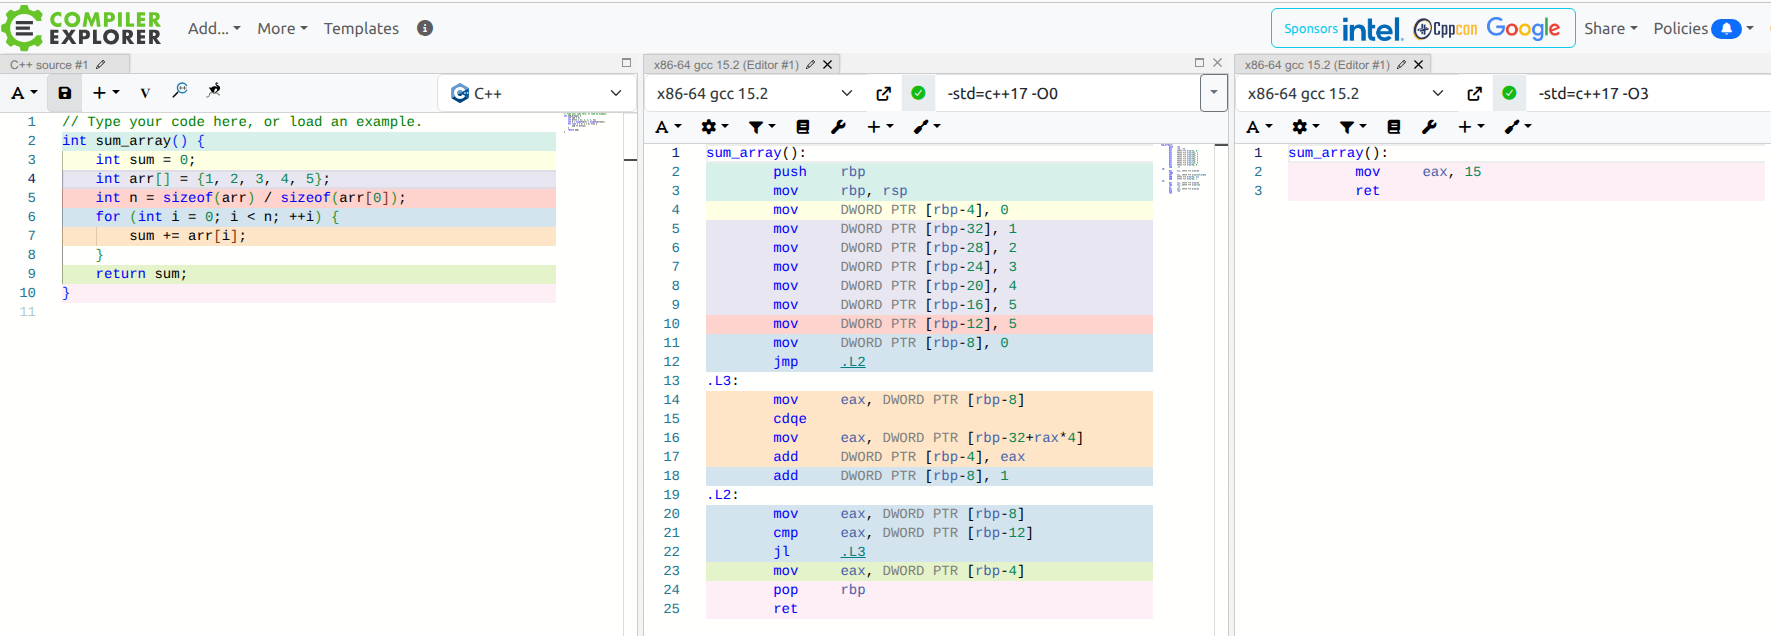 COMPILER
EXPLORER
Add...
More
Templates
Sponsors intel. Cppcon Google
Share
Policies
C++ source #1
A
V
C++
1 // Type your code here, or load an example.
2 int sum_array() {
3     int sum = 0;
4     int arr[] = {1, 2, 3, 4, 5};
5     int n = sizeof(arr) / sizeof(arr[0]);
6     for (int i = 0; i < n; ++i) {
7         sum += arr[i];
8     }
9     return sum;
10 }
11
x86-64 gcc 15.2 (Editor #1)
x86-64 gcc 15.2
-std=c++17 -O0
A
1 sum_array():
2         push    rbp
3         mov     rbp, rsp
4         mov     DWORD PTR [rbp-4], 0
5         mov     DWORD PTR [rbp-32], 1
6         mov     DWORD PTR [rbp-28], 2
7         mov     DWORD PTR [rbp-24], 3
8         mov     DWORD PTR [rbp-20], 4
9         mov     DWORD PTR [rbp-16], 5
10         mov     DWORD PTR [rbp-12], 5
11         mov     DWORD PTR [rbp-8], 0
12         jmp     .L2
13 .L3:
14         mov     eax, DWORD PTR [rbp-8]
15         cdqe
16         mov     eax, DWORD PTR [rbp-32+rax*4]
17         add     DWORD PTR [rbp-4], eax
18         add     DWORD PTR [rbp-8], 1
19 .L2:
20         mov     eax, DWORD PTR [rbp-8]
21         cmp     eax, DWORD PTR [rbp-12]
22         jl      .L3
23         mov     eax, DWORD PTR [rbp-4]
24         pop     rbp
25         ret
x86-64 gcc 15.2 (Editor #1)
x86-64 gcc 15.2
-std=c++17 -O3
A
1 sum_array():
2         mov     eax, 15
3         ret